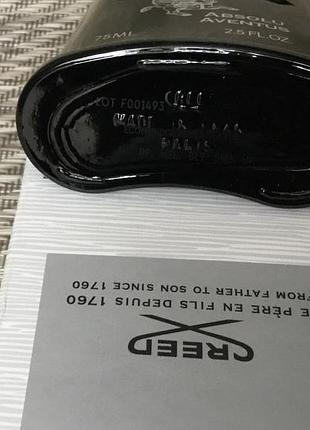 ABSOLU
AVENTUS
75ML 2.5 FL.OZ
LOT F001493
PARIS
CREED
DE PÈRE EN FILS DEPUIS 1760
FROM FATHER TO SON SINCE 1760